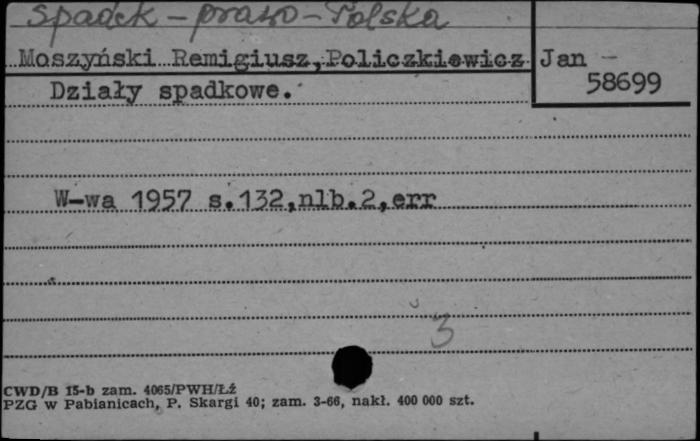 Spadek - prawo - Polska
Moszyński Remigiusz, Policzkiewicz Jan -
58699
Działy spadkowe.
W-wa 1957 s.132,nlb.2,err
3
CWD/B 15-b zam. 4065/PWH/Łż
PZG w Pabianicach, P. Skargi 40; zam. 3-66, nakł. 400 000 szt.